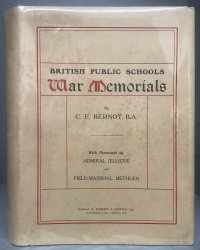 BRITISH PUBLIC SCHOOLS
War Memorials
By
C. F. KERNOT, B.A.
With Forewords by
ADMIRAL JELLICOE
AND
FIELD-MARSHAL METHUEN